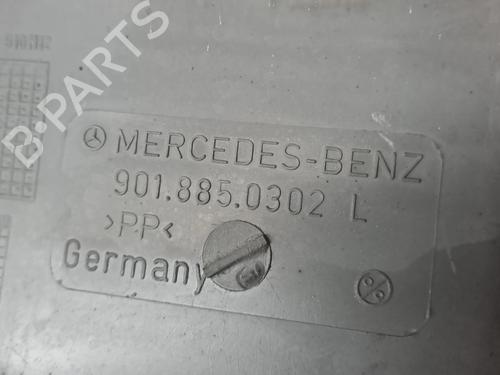 B-PARTS
MERCEDES-BENZ
901.885.0302 L
>PP<
Germany